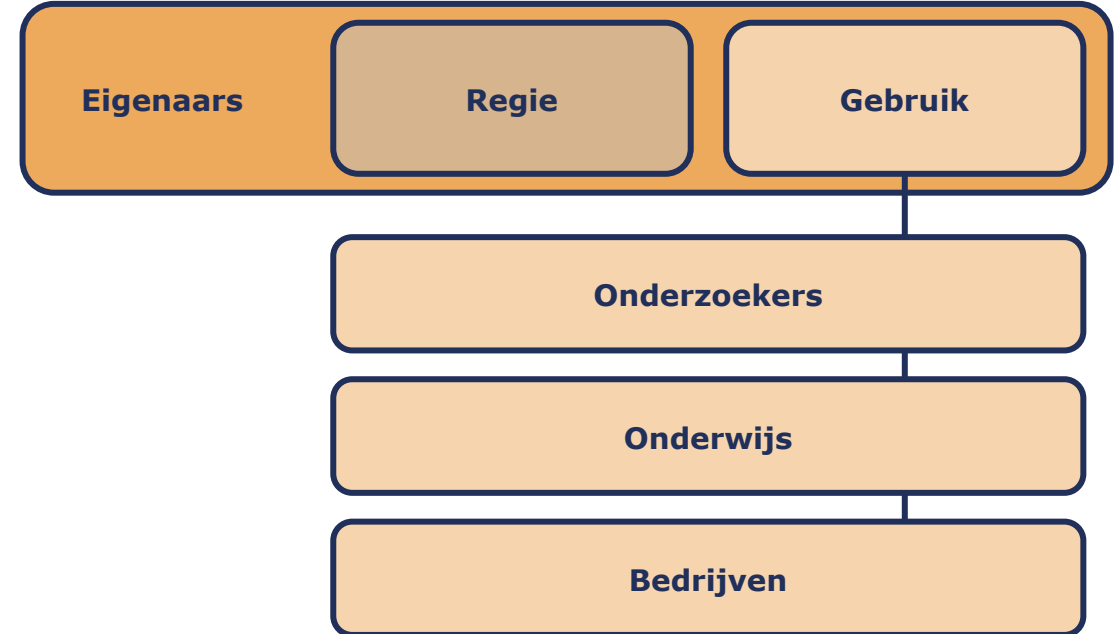 Eigenaars
Regie
Gebruik
Onderzoekers
Onderwijs
Bedrijven